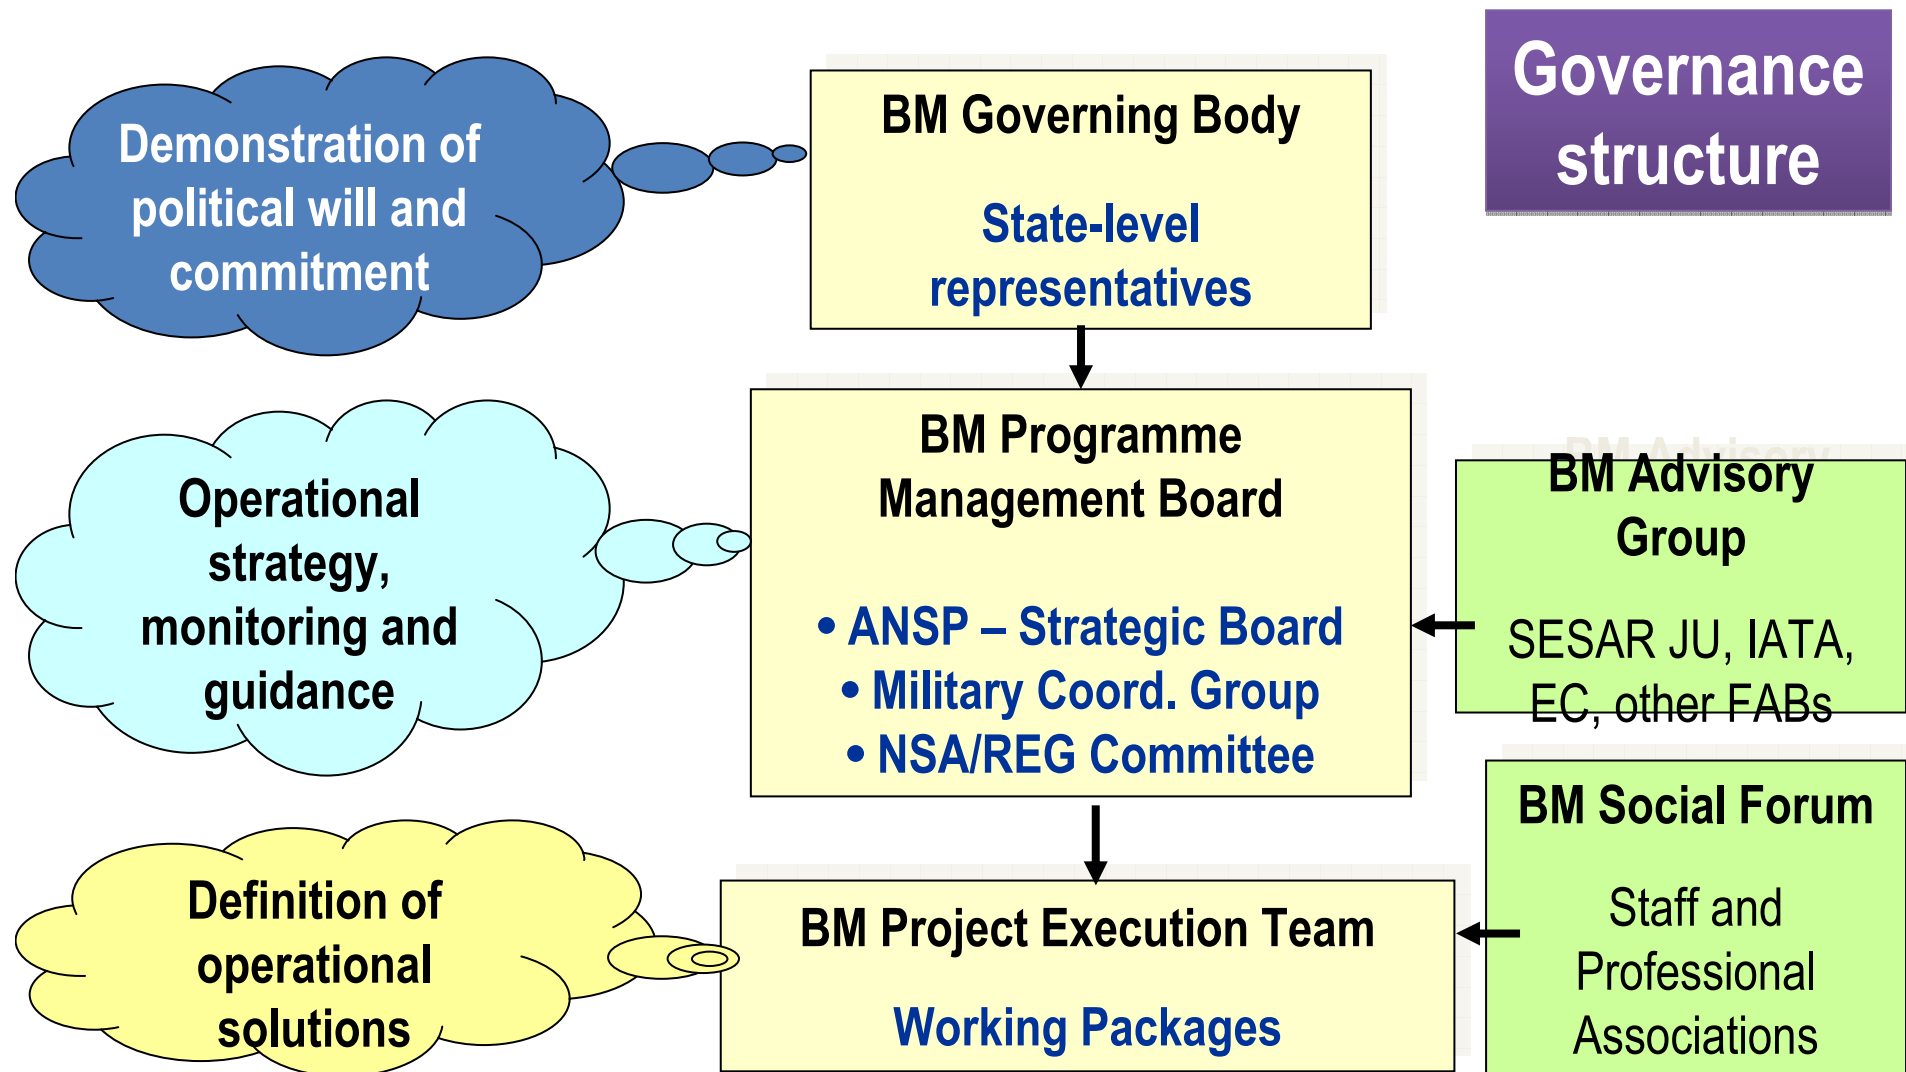 Governance
structure
Demonstration of
political will and
commitment
BM Governing Body
State-level
representatives
Operational
strategy,
monitoring and
guidance
BM Programme
Management Board
• ANSP – Strategic Board
• Military Coord. Group
• NSA/REG Committee
BM Advisory
Group
SESAR JU, IATA,
EC, other FABs
Definition of
operational
solutions
BM Project Execution Team
Working Packages
BM Social Forum
Staff and
Professional
Associations